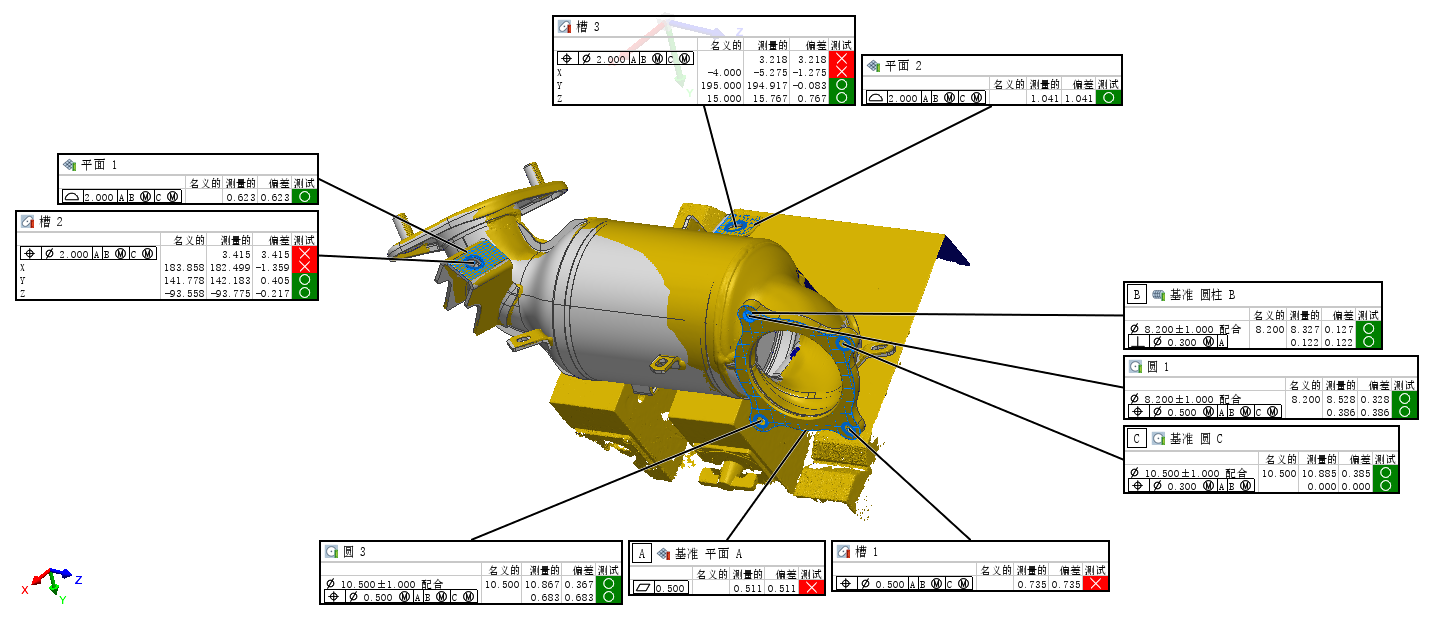 槽 3
名义的 测量的 偏差 测试
⌖ Ø 2.000 A B Ⓜ C Ⓜ 3.218 3.218
X -4.000 -5.275 -1.275
Y 195.000 194.917 -0.083
Z 15.000 15.767 0.767
平面 2
名义的 测量的 偏差 测试
⌓ 2.000 A B Ⓜ C Ⓜ 1.041 1.041
平面 1
名义的 测量的 偏差 测试
⌓ 2.000 A B Ⓜ C Ⓜ 0.623 0.623
槽 2
名义的 测量的 偏差 测试
⌖ Ø 2.000 A B Ⓜ C Ⓜ 3.415 3.415
X 183.858 182.499 -1.359
Y 141.778 142.183 0.405
Z -93.558 -93.775 -0.217
B 基准 圆柱 B
名义的 测量的 偏差 测试
Ø 8.200±1.000 配合 8.200 8.327 0.127
⊥ Ø 0.300 Ⓜ A 0.122 0.122
圆 1
名义的 测量的 偏差 测试
Ø 8.200±1.000 配合 8.200 8.528 0.328
⌖ Ø 0.500 Ⓜ A B Ⓜ C Ⓜ 0.386 0.386
C 基准 圆 C
名义的 测量的 偏差 测试
Ø 10.500±1.000 配合 10.500 10.885 0.385
⌖ Ø 0.300 Ⓜ A B Ⓜ 0.000 0.000
圆 3
名义的 测量的 偏差 测试
Ø 10.500±1.000 配合 10.500 10.867 0.367
⌖ Ø 0.500 Ⓜ A B Ⓜ C Ⓜ 0.683 0.683
A 基准 平面 A
名义的 测量的 偏差 测试
⏥ 0.500 0.511 0.511
槽 1
名义的 测量的 偏差 测试
⌖ Ø 0.500 A B Ⓜ C Ⓜ 0.735 0.735
X
Z
Y
Z
Y